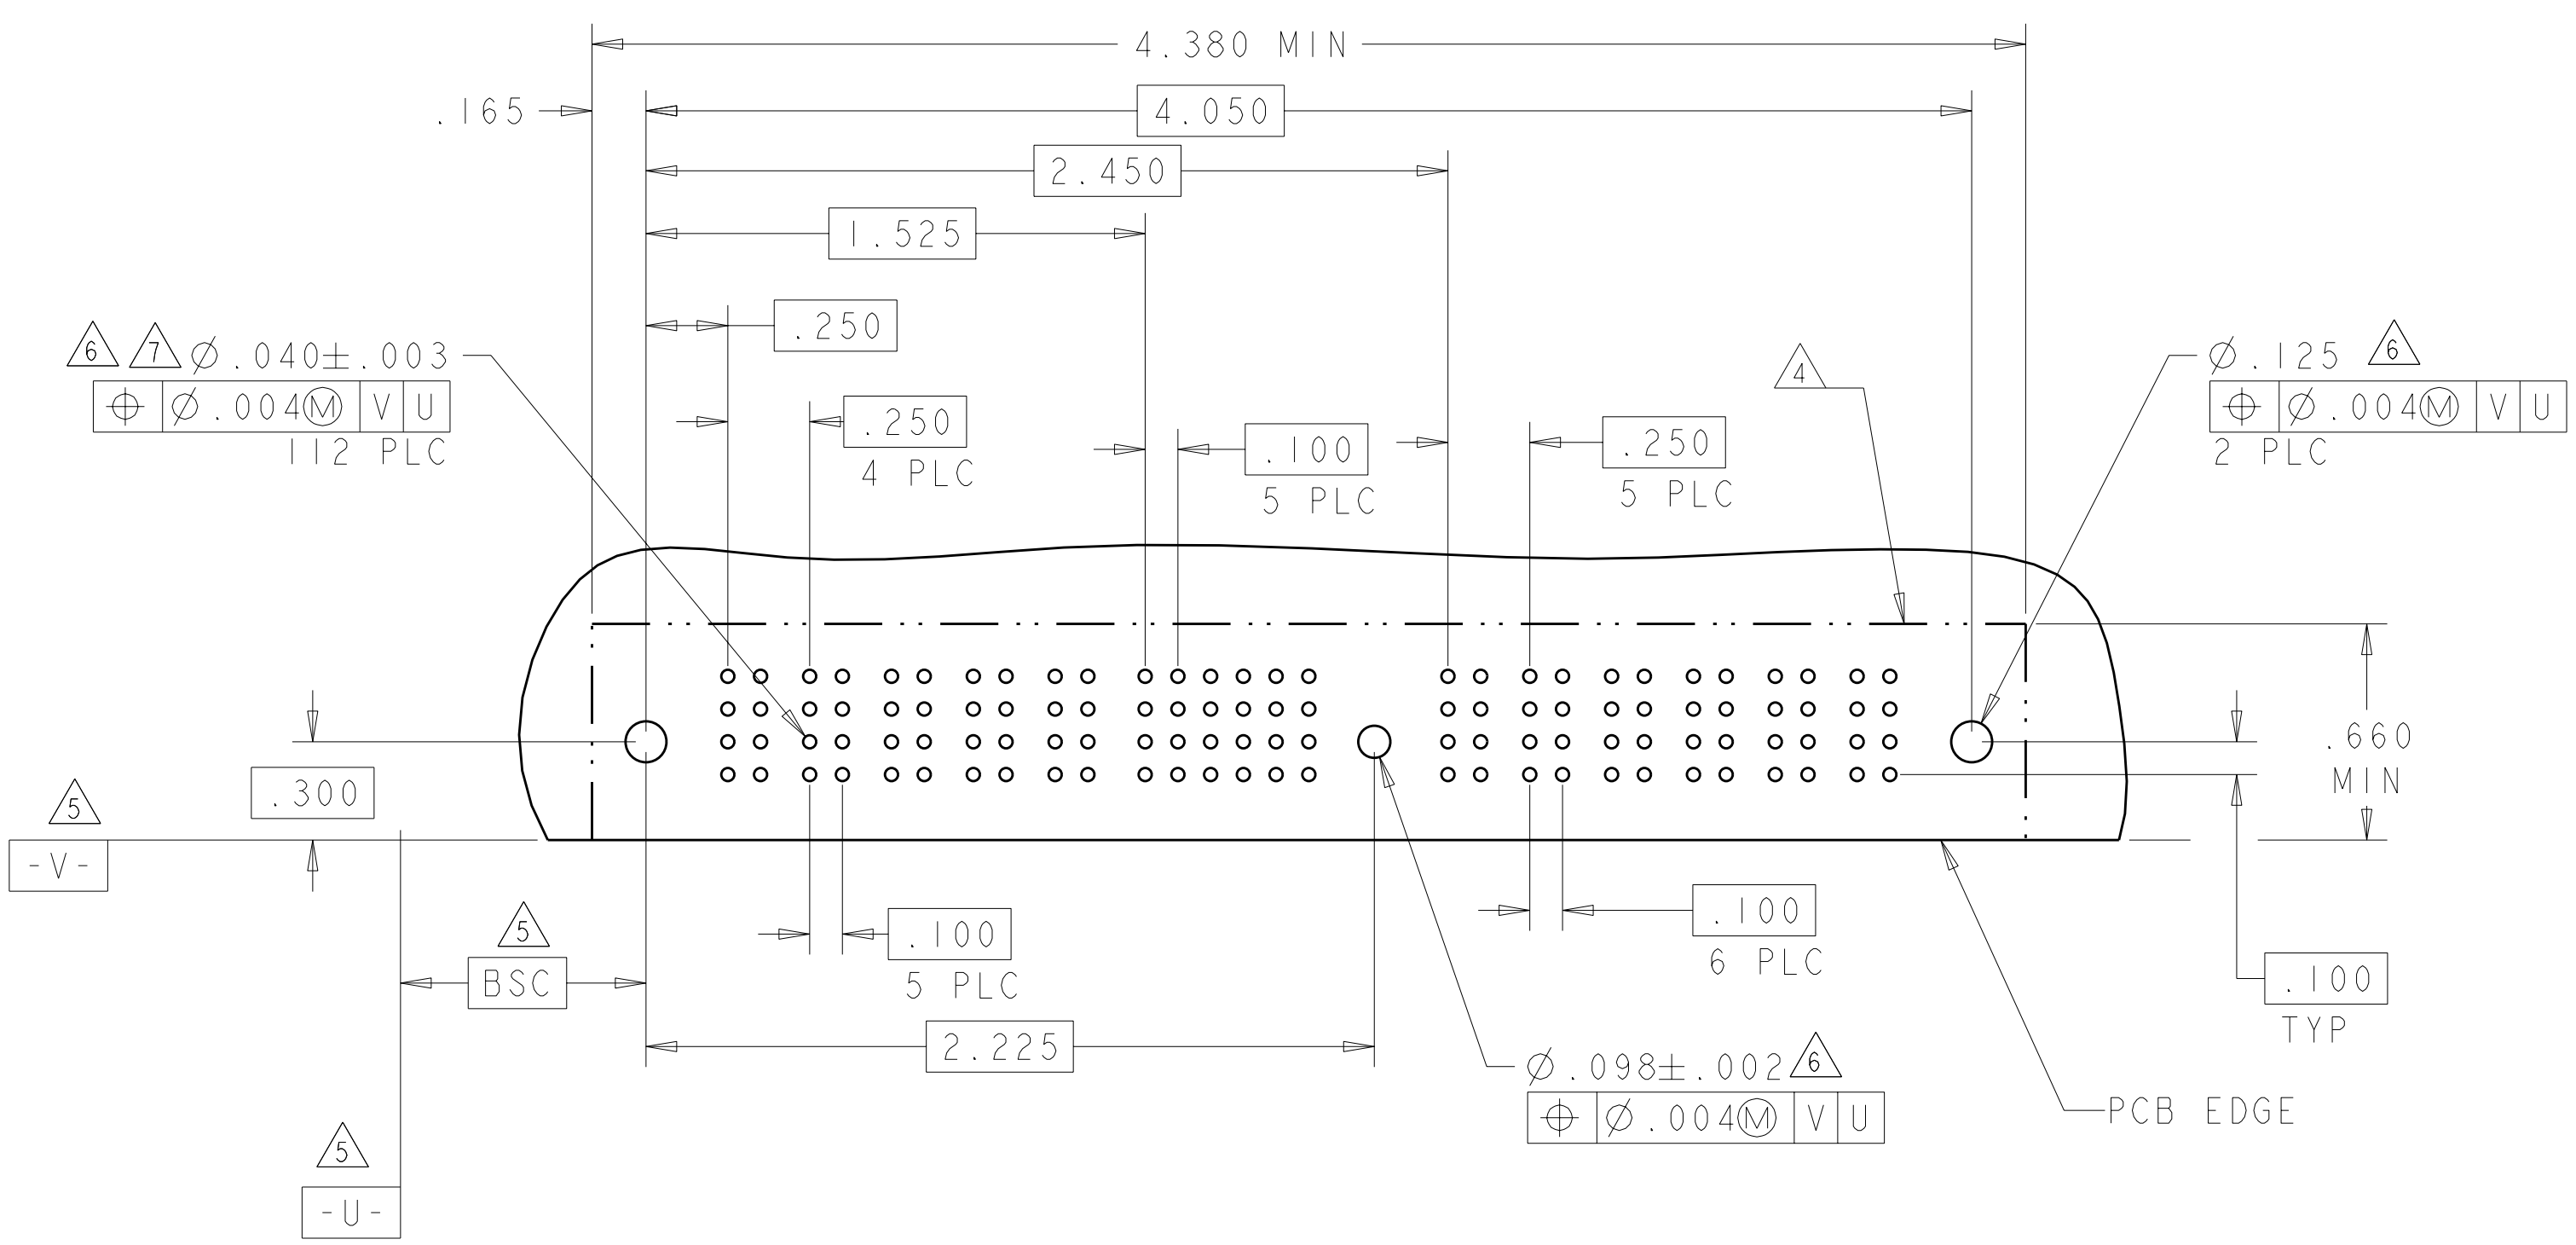 4.380 MIN
.165
4.050
2.450
1.525
.250
6 7 Ø.040±.003
⌖ Ø.004Ⓜ V U
112 PLC
.250
4 PLC
.100
5 PLC
.250
5 PLC
4
Ø.125 6
⌖ Ø.004Ⓜ V U
2 PLC
.300
5
-V-
.660
MIN
5
BSC
.100
5 PLC
.100
6 PLC
.100
TYP
2.225
Ø.098±.002 6
⌖ Ø.004Ⓜ V U
PCB EDGE
5
-U-